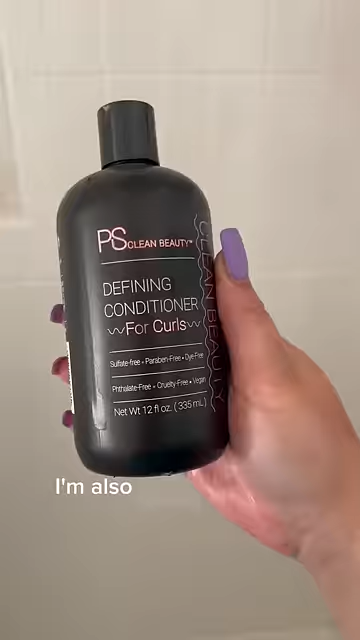 PS CLEAN BEAUTY™
DEFINING
CONDITIONER
For Curls
Sulfate-free • Paraben-Free • Dye-Free
Phthalate-Free • Cruelty-Free • Vegan
Net Wt 12 fl oz. (335 mL)
CLEAN BEAUTY
I'm also